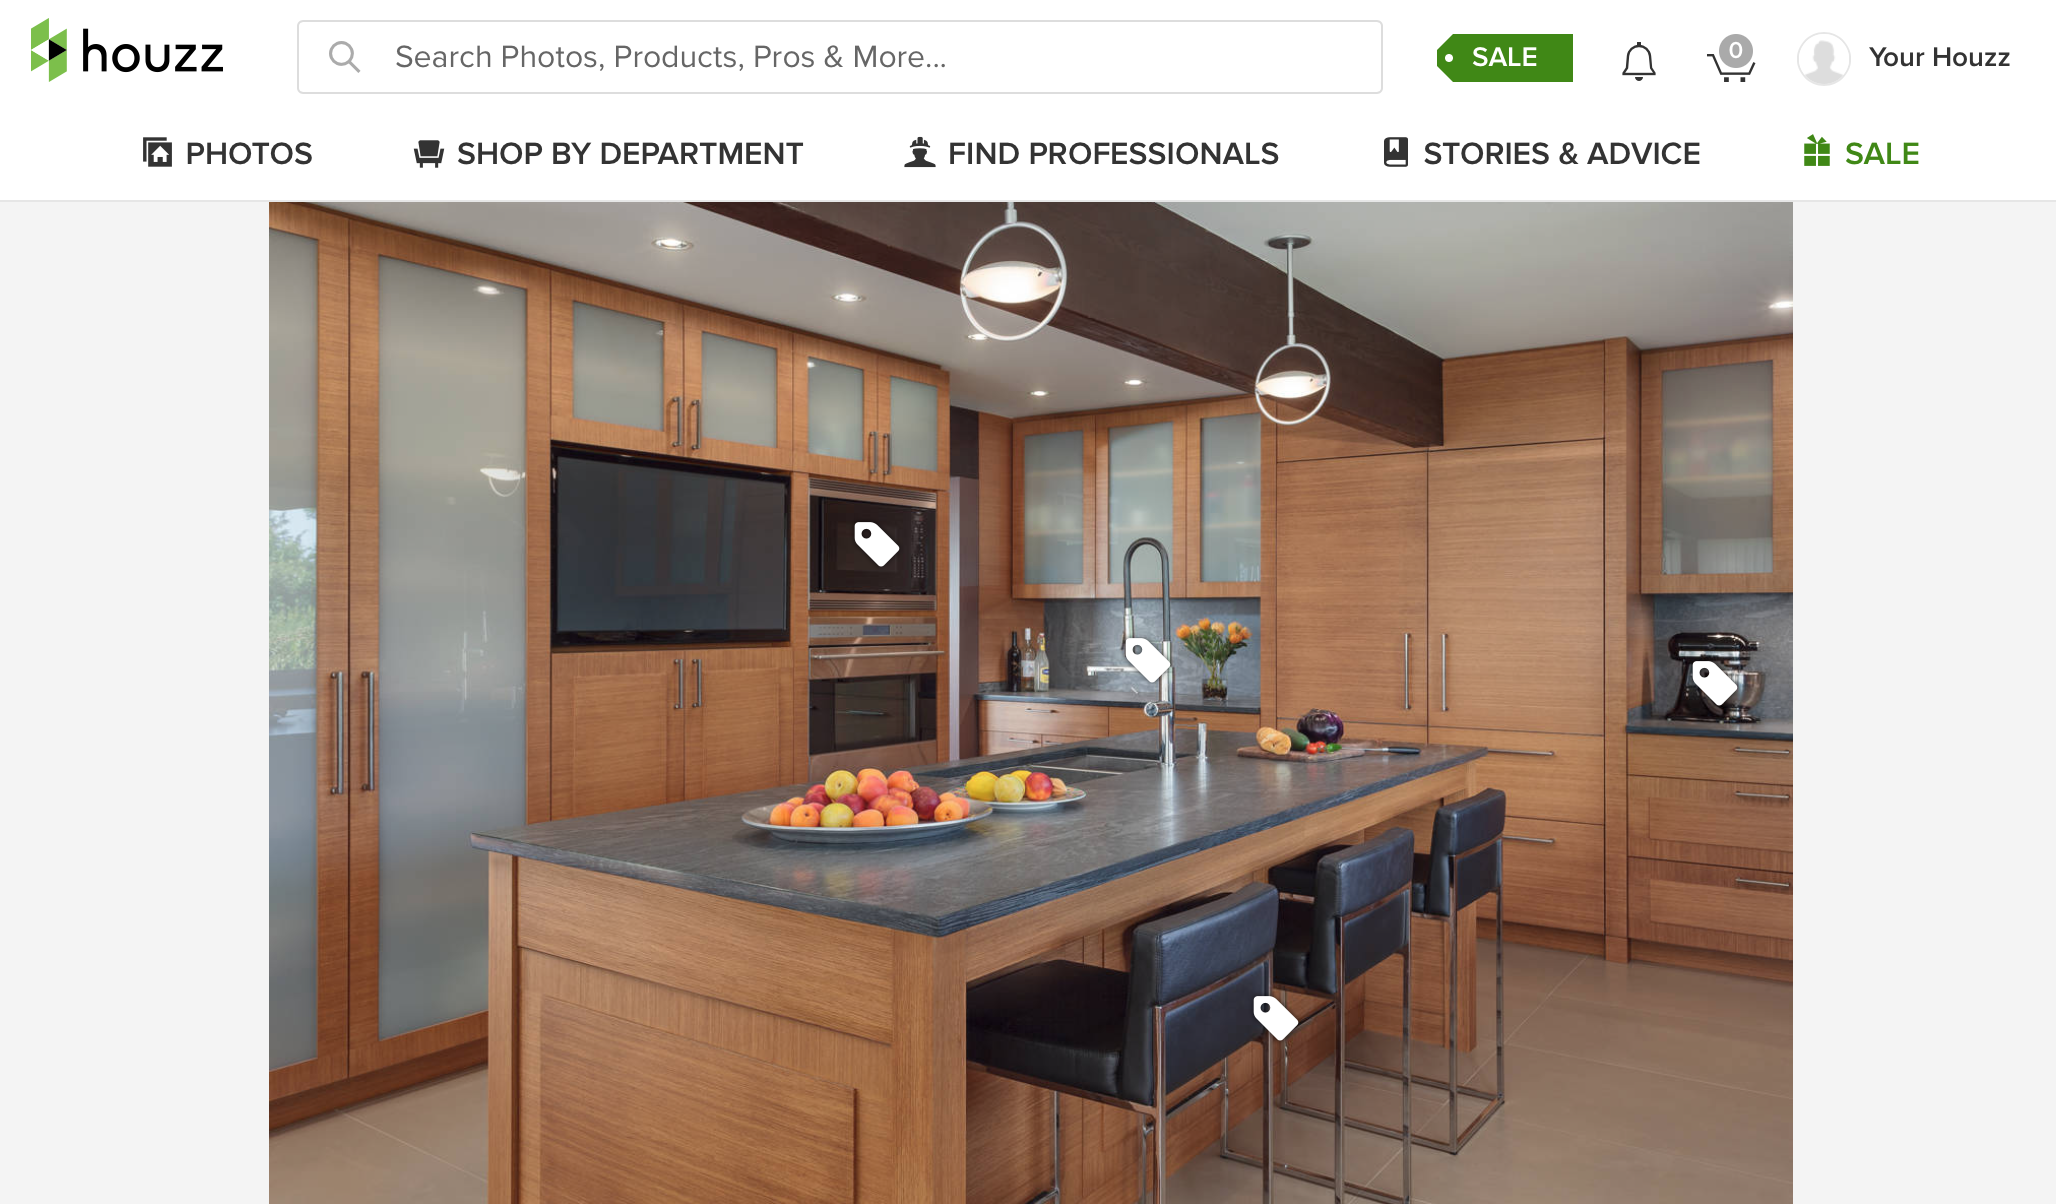 houzz
Search Photos, Products, Pros & More...
SALE
0
Your Houzz
PHOTOS
SHOP BY DEPARTMENT
FIND PROFESSIONALS
STORIES & ADVICE
SALE